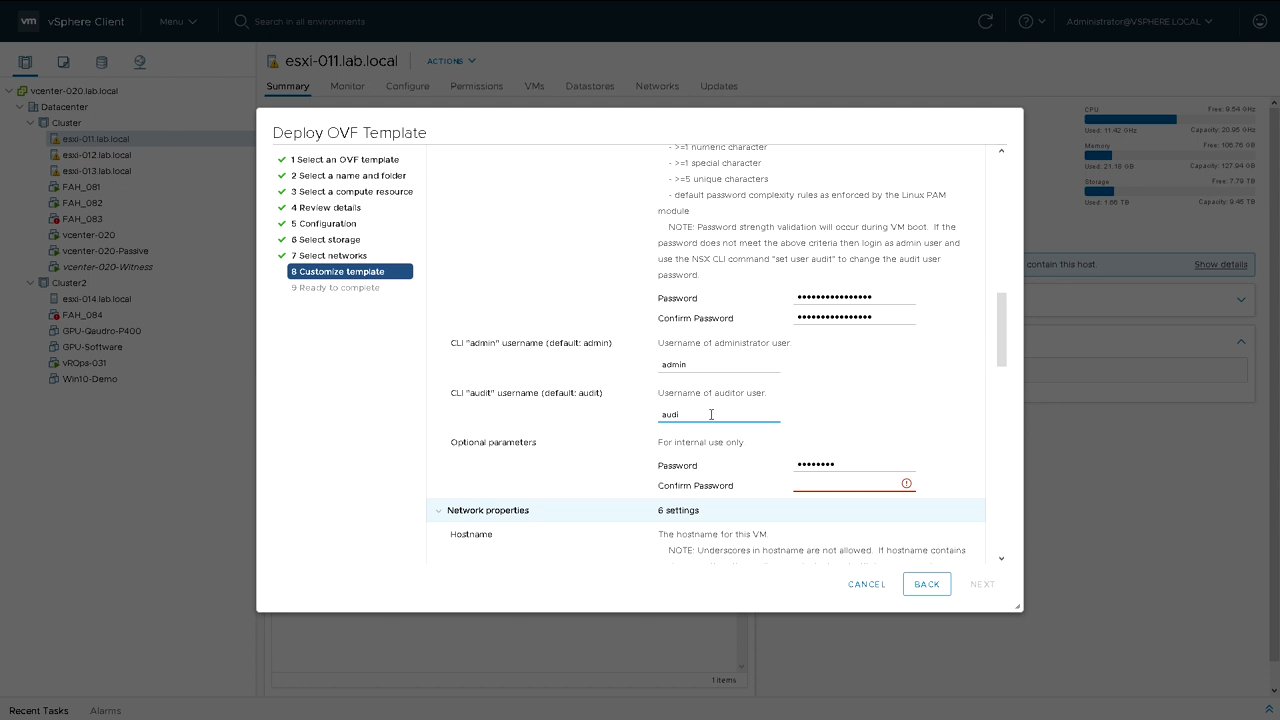 vm vSphere Client
Menu
Search in all environments
Administrator@VSPHERE.LOCAL
vcenter-020.lab.local
Datacenter
Cluster
esxi-011.lab.local
esxi-012.lab.local
esxi-013.lab.local
FAH_081
FAH_082
FAH_083
vcenter-020
vcenter-020-Passive
vcenter-020-Witness
Cluster2
esxi-014.lab.local
FAH_084
GPU-Qaudro-P400
GPU-Software
vROps-031
Win10-Demo
esxi-011.lab.local
ACTIONS
Summary
Monitor
Configure
Permissions
VMs
Datastores
Networks
Updates
CPU
Free: 9.54 GHz
Used: 11.42 GHz
Capacity: 20.95 GHz
Memory
Free: 106.76 GB
Used: 21.18 GB
Capacity: 127.94 GB
Storage
Free: 7.79 TB
Used: 1.66 TB
Capacity: 9.45 TB
contain this host.
Show details
Deploy OVF Template
1 Select an OVF template
2 Select a name and folder
3 Select a compute resource
4 Review details
5 Configuration
6 Select storage
7 Select networks
8 Customize template
9 Ready to complete
- >=1 numeric character
- >=1 special character
- >=5 unique characters
- default password complexity rules as enforced by the Linux PAM
module
NOTE: Password strength validation will occur during VM boot. If the
password does not meet the above criteria then login as admin user and
use the NSX CLI command "set user audit" to change the audit user
password.
Password
••••••••••••••••
Confirm Password
••••••••••••••••
CLI "admin" username (default: admin)
Username of administrator user.
admin
CLI "audit" username (default: audit)
Username of auditor user.
audi
Optional parameters
For internal use only
Password
••••••••
Confirm Password
Network properties
6 settings
Hostname
The hostname for this VM.
NOTE: Underscores in hostname are not allowed. If hostname contains
CANCEL
BACK
NEXT
1 items
Recent Tasks
Alarms